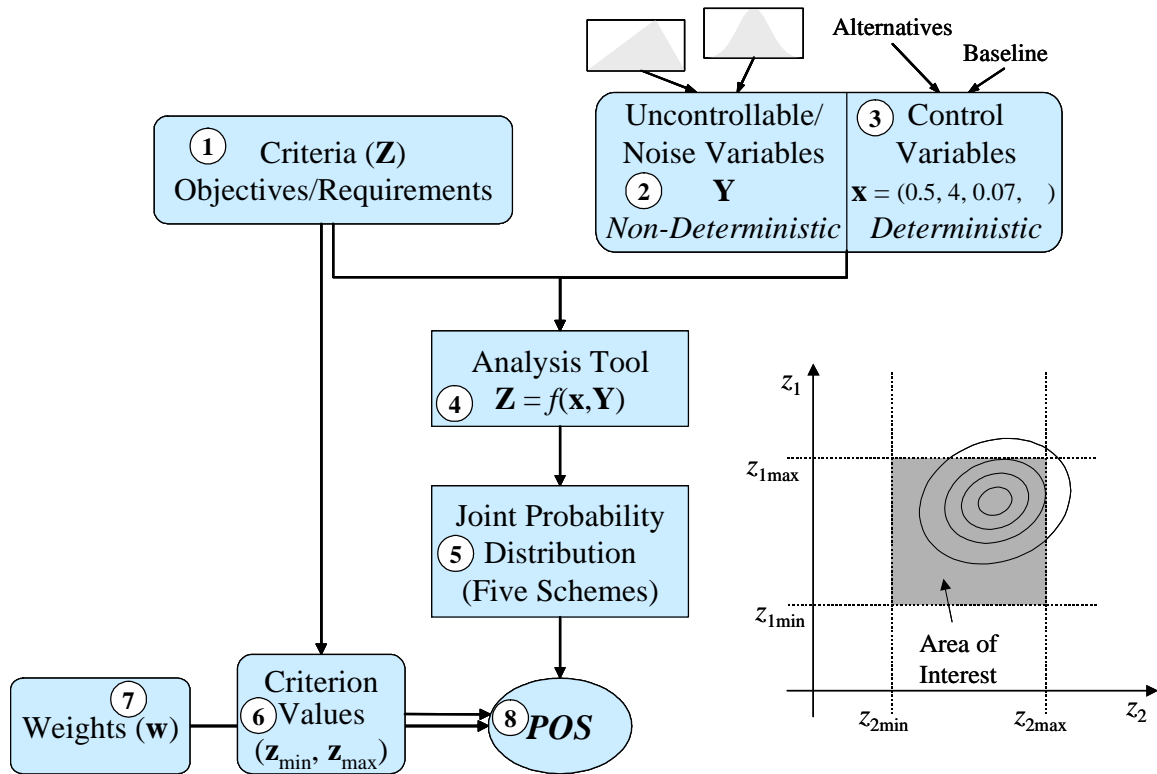 Alternatives
Baseline
1
Criteria (Z)
Objectives/Requirements
Uncontrollable/
Noise Variables
2
Y
Non-Deterministic
3
Control
Variables
x = (0.5, 4, 0.07, )
Deterministic
Analysis Tool
4
Z = f(x,Y)
Joint Probability
5
Distribution
(Five Schemes)
7
Weights (w)
Criterion
6
Values
(zmin, zmax)
8
POS
z1
z1max
z1min
Area of
Interest
z2min
z2max
z2